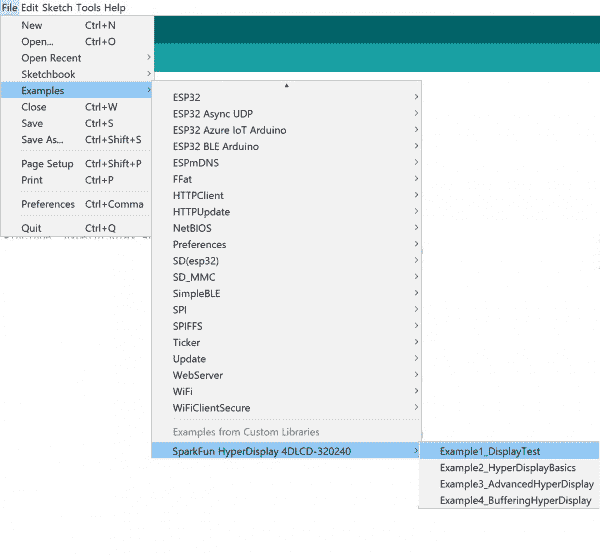 File Edit Sketch Tools Help
New Ctrl+N
Open... Ctrl+O
Open Recent
Sketchbook
Examples
Close Ctrl+W
Save Ctrl+S
Save As... Ctrl+Shift+S
Page Setup Ctrl+Shift+P
Print Ctrl+P
Preferences Ctrl+Comma
Quit Ctrl+Q
ESP32
ESP32 Async UDP
ESP32 Azure IoT Arduino
ESP32 BLE Arduino
ESPmDNS
FFat
HTTPClient
HTTPUpdate
NetBIOS
Preferences
SD(esp32)
SD_MMC
SimpleBLE
SPI
SPIFFS
Ticker
Update
WebServer
WiFi
WiFiClientSecure
Examples from Custom Libraries
SparkFun HyperDisplay 4DLCD-320240
Example1_DisplayTest
Example2_HyperDisplayBasics
Example3_AdvancedHyperDisplay
Example4_BufferingHyperDisplay